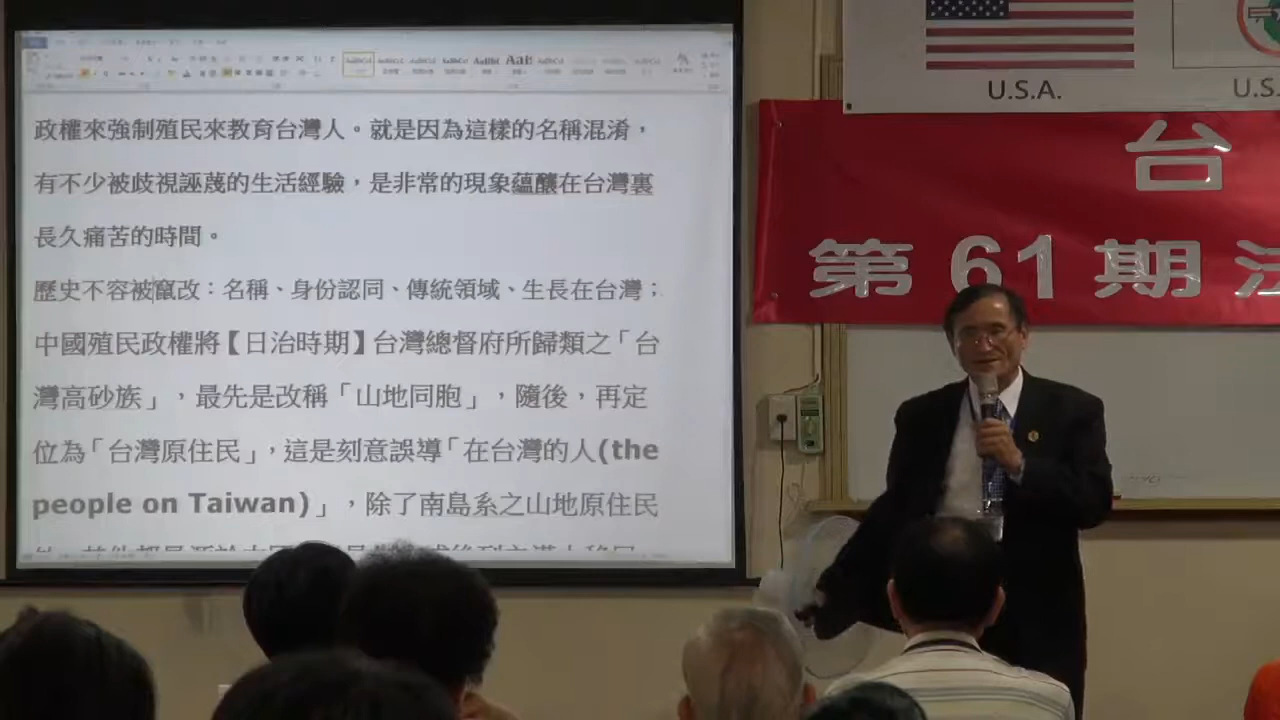 政權來強制殖民來教育台灣人。就是因為這樣的名稱混淆，
有不少被歧視誣蔑的生活經驗，是非常的現象蘊釀在台灣裏
長久痛苦的時間。
歷史不容被竄改：名稱、身份認同、傳統領域、生長在台灣；
中國殖民政權將【日治時期】台灣總督府所歸類之「台
灣高砂族」，最先是改稱「山地同胞」，隨後，再定
位為「台灣原住民」，這是刻意誤導「在台灣的人(the
people on Taiwan)」，除了南島系之山地原住民
U.S.A.
U.S.
台
第 61 期 法